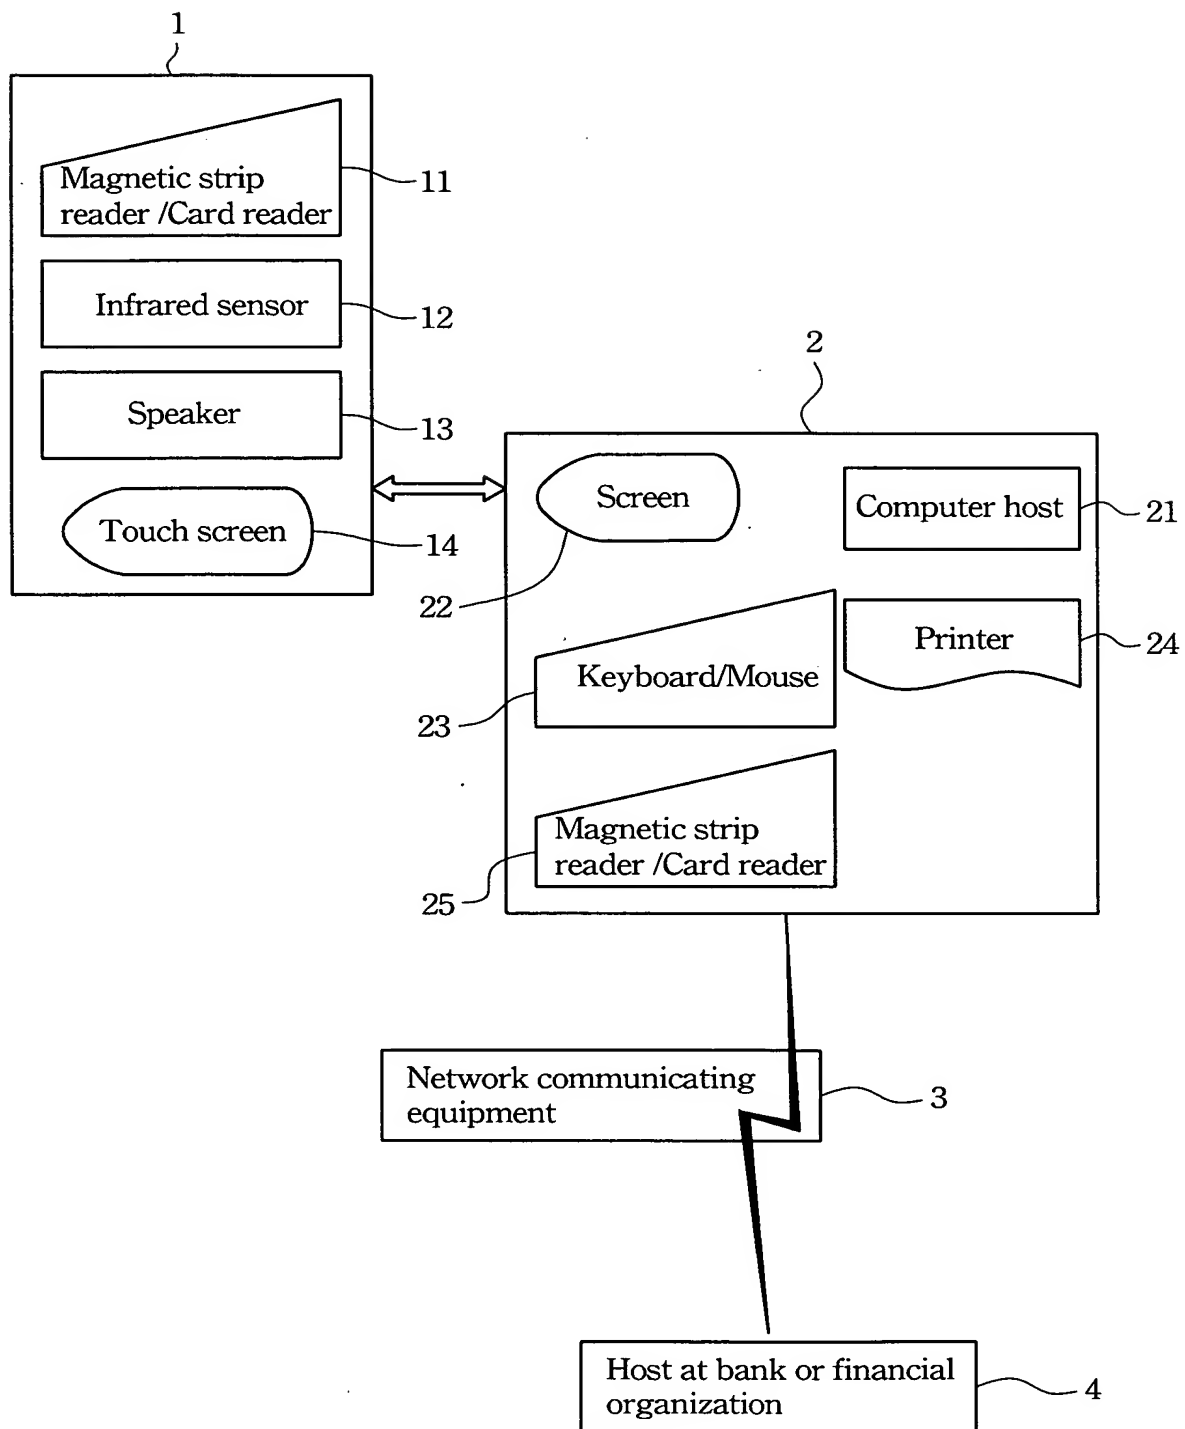 1
Magnetic strip
reader /Card reader
11
Infrared sensor
12
Speaker
13
Touch screen
14
2
Screen
22
Computer host
21
Keyboard/Mouse
23
Printer
24
Magnetic strip
reader /Card reader
25
Network communicating
equipment
3
Host at bank or financial
organization
4